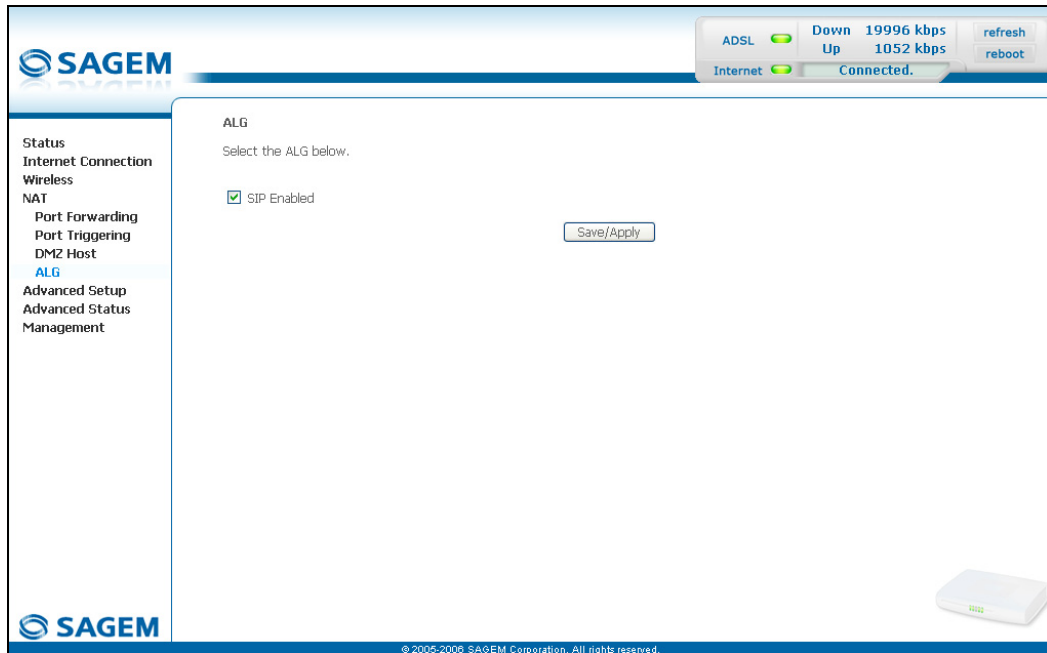 SAGEM
ADSL
Down 19996 kbps
Up 1052 kbps
Internet
Connected.
refresh
reboot
Status
Internet Connection
Wireless
NAT
Port Forwarding
Port Triggering
DMZ Host
ALG
Advanced Setup
Advanced Status
Management
ALG
Select the ALG below.
SIP Enabled
Save/Apply
SAGEM
© 2005-2006 SAGEM Corporation. All rights reserved.